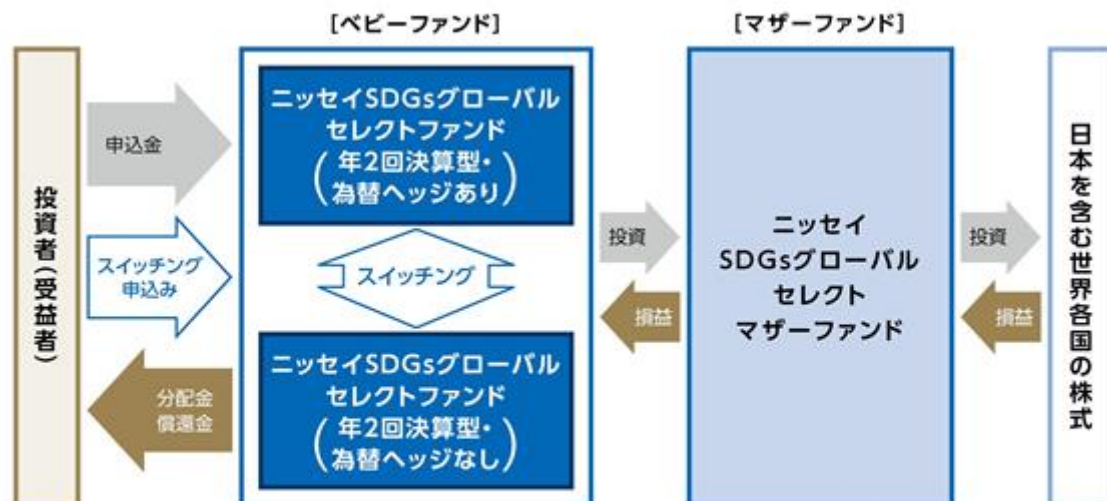 [ベビーファンド]
[マザーファンド]
投資者(受益者)
申込金
スイッチング
申込み
分配金
償還金
ニッセイSDGsグローバル
セレクトファンド
(年2回決算型・
為替ヘッジあり)
スイッチング
ニッセイSDGsグローバル
セレクトファンド
(年2回決算型・
為替ヘッジなし)
投資
損益
ニッセイ
SDGsグローバル
セレクト
マザーファンド
投資
損益
日本を含む世界各国の株式